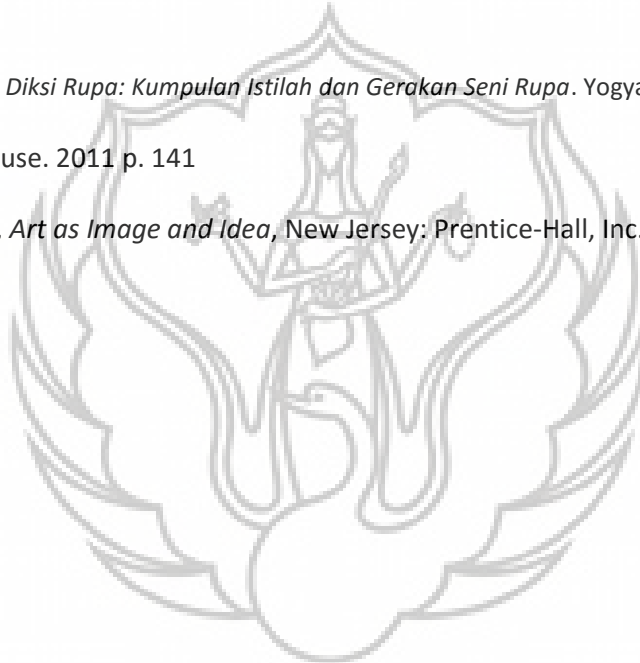 Diksi Rupa: Kumpulan Istilah dan Gerakan Seni Rupa. Yogya
use. 2011 p. 141
. Art as Image and Idea, New Jersey: Prentice-Hall, Inc.